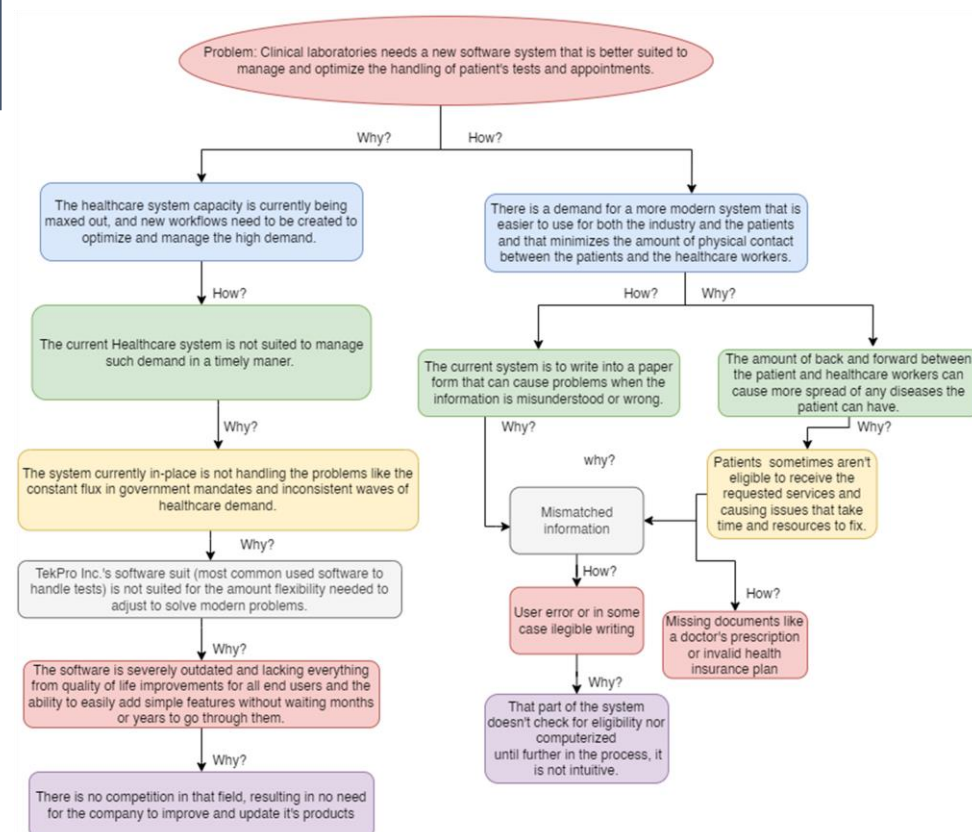 Problem: Clinical laboratories needs a new software system that is better suited to
manage and optimize the handling of patient's tests and appointments.
Why?
How?
The healthcare system capacity is currently being
maxed out, and new workflows need to be created to
optimize and manage the high demand.
There is a demand for a more modern system that is
easier to use for both the industry and the patients
and that minimizes the amount of physical contact
between the patients and the healthcare workers.
How?
How?
Why?
The current Healthcare system is not suited to manage
such demand in a timely maner.
The current system is to write into a paper
form that can cause problems when the
information is misunderstood or wrong.
The amount of back and forward between
the patient and healthcare workers can
cause more spread of any diseases the
patient can have.
Why?
Why?
Why?
The system currently in-place is not handling the problems like the
constant flux in government mandates and inconsistent waves of
healthcare demand.
why?
Patients sometimes aren't
eligible to receive the
requested services and
causing issues that take
time and resources to fix.
Mismatched
information
Why?
TekPro Inc.'s software suit (most common used software to
handle tests) is not suited for the amount flexibility needed to
adjust to solve modern problems.
How?
How?
User error or in some
case ilegible writing
Missing documents like
a doctor's prescription
or invalid health
insurance plan
Why?
The software is severely outdated and lacking everything
from quality of life improvements for all end users and the
ability to easily add simple features without waiting months
or years to go through them.
Why?
That part of the system
doesn't check for eligibility nor
computerized
until further in the process, it
is not intuitive.
Why?
There is no competition in that field, resulting in no need
for the company to improve and update it's products